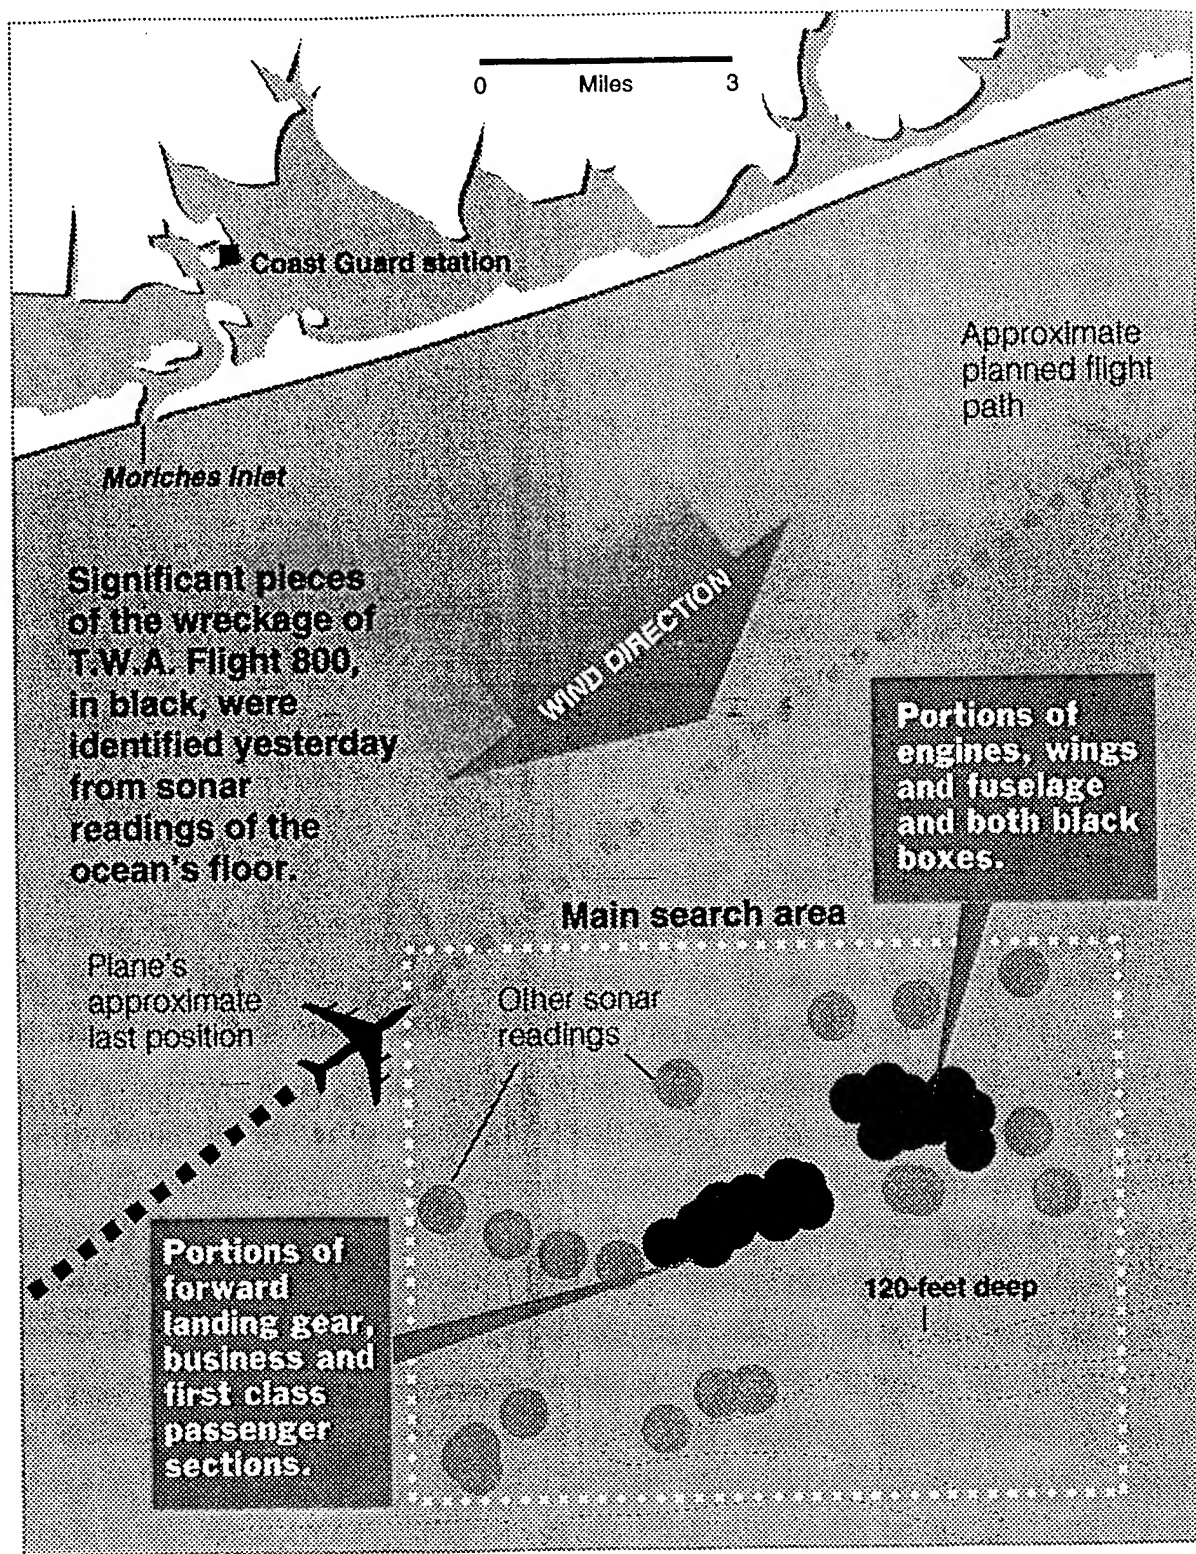 0 Miles 3
Coast Guard station
Approximate
planned flight
path
Moriches Inlet
Significant pieces
of the wreckage of
T.W.A. Flight 800,
in black, were
identified yesterday
from sonar
readings of the
ocean's floor.
WIND DIRECTION
Portions of
engines, wings
and fuselage
and both black
boxes.
Main search area
Plane's
approximate
last position
Other sonar
readings
Portions of
forward
landing gear,
business and
first class
passenger
sections.
120-feet deep